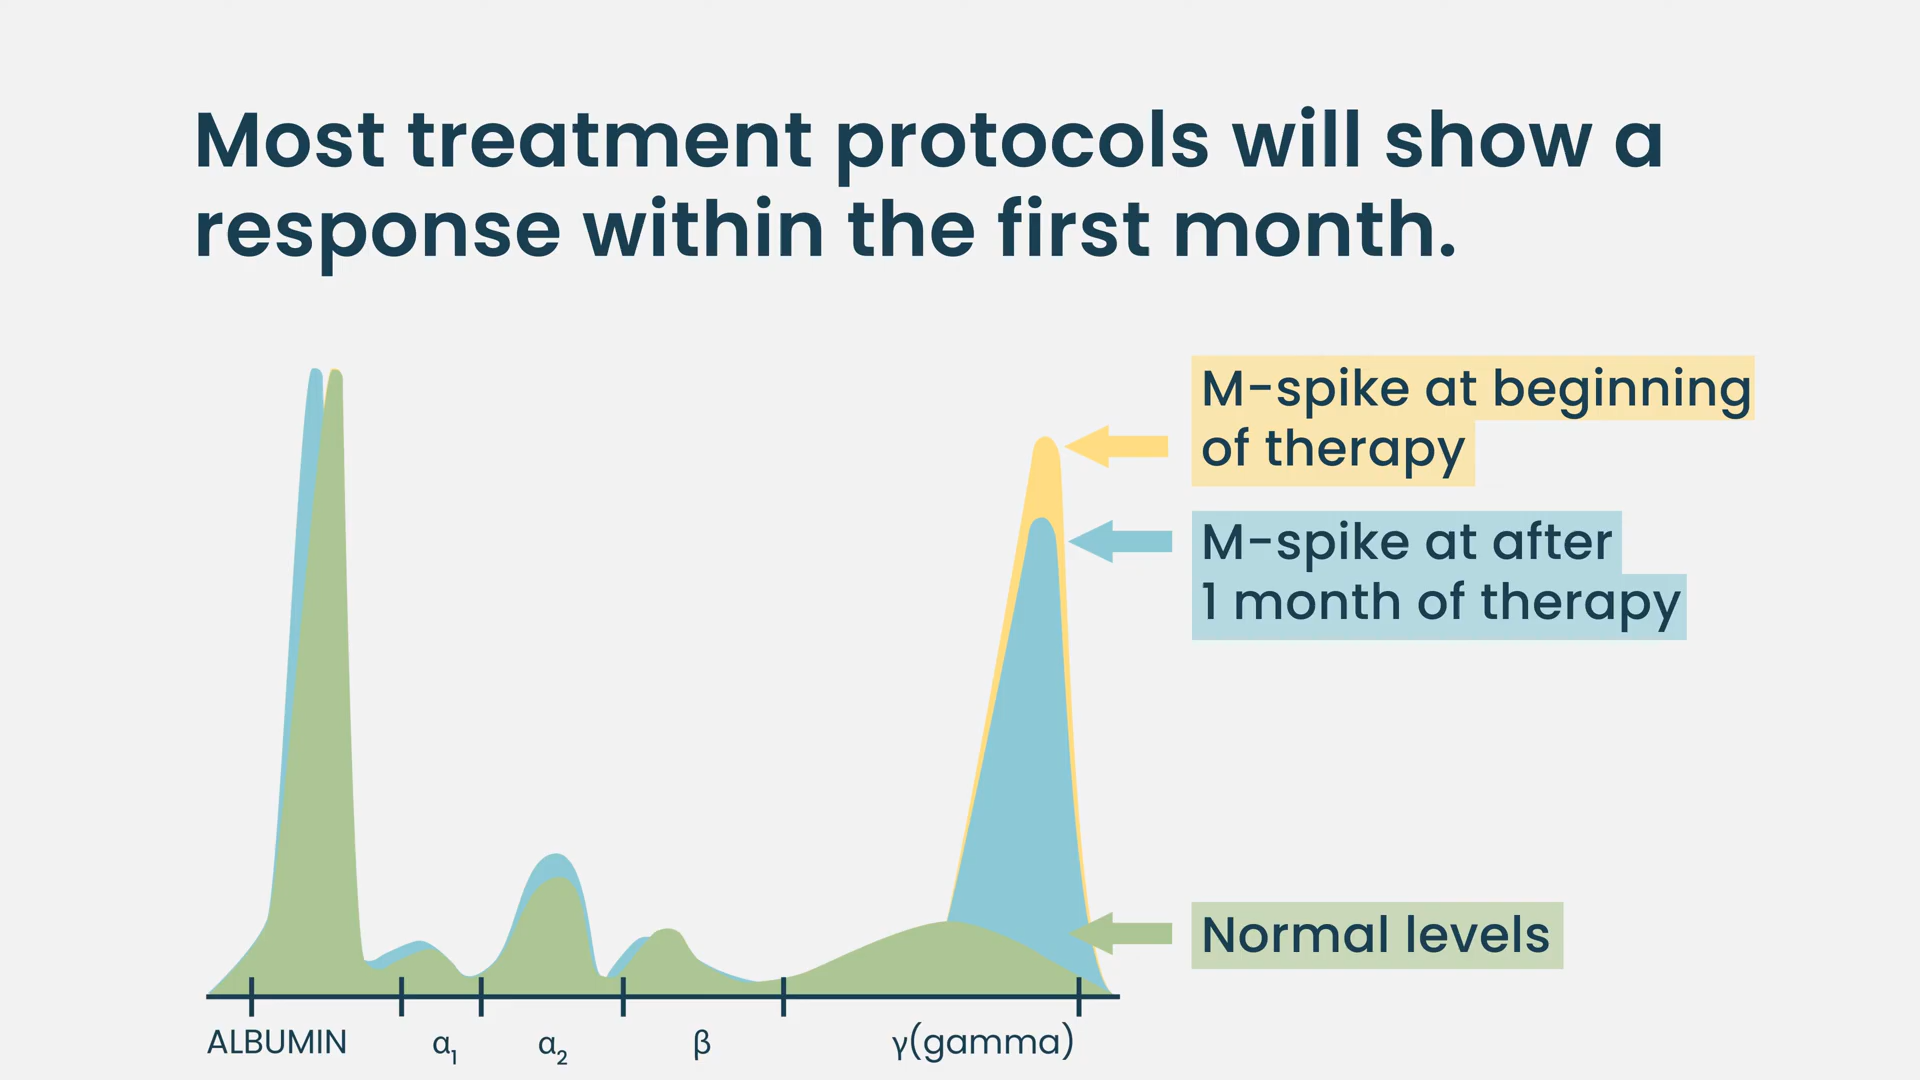 Most treatment protocols will show a
response within the first month.
M-spike at beginning
of therapy
M-spike at after
1 month of therapy
Normal levels
ALBUMIN α₁ α₂ β γ(gamma)